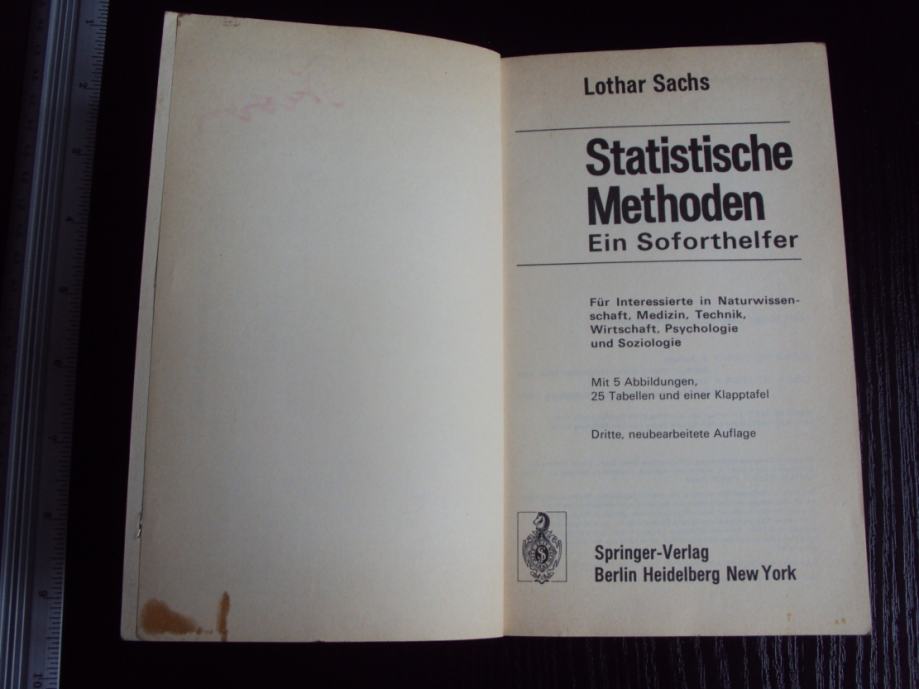 Lothar Sachs
Statistische
Methoden
Ein Soforthelfer
Für Interessierte in Naturwissen-
schaft, Medizin, Technik,
Wirtschaft, Psychologie
und Soziologie
Mit 5 Abbildungen,
25 Tabellen und einer Klapptafel
Dritte, neubearbeitete Auflage
Springer-Verlag
Berlin Heidelberg New York